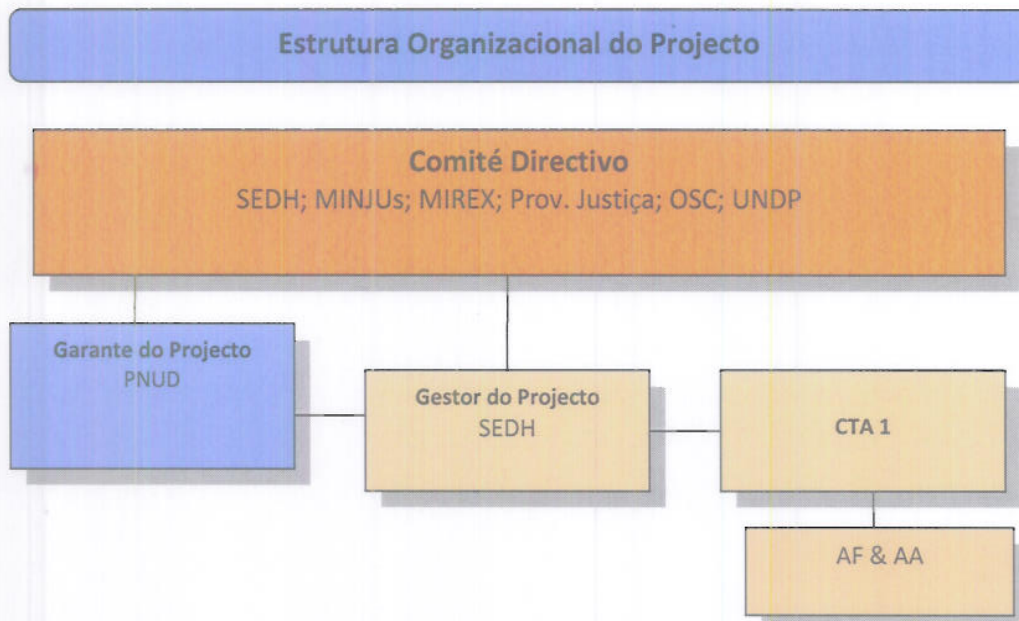 Estrutura Organizacional do Projecto
Comité Directivo
SEDH; MINJUs; MIREX; Prov. Justiça; OSC; UNDP
Garante do Projecto
PNUD
Gestor do Projecto
SEDH
CTA 1
AF & AA